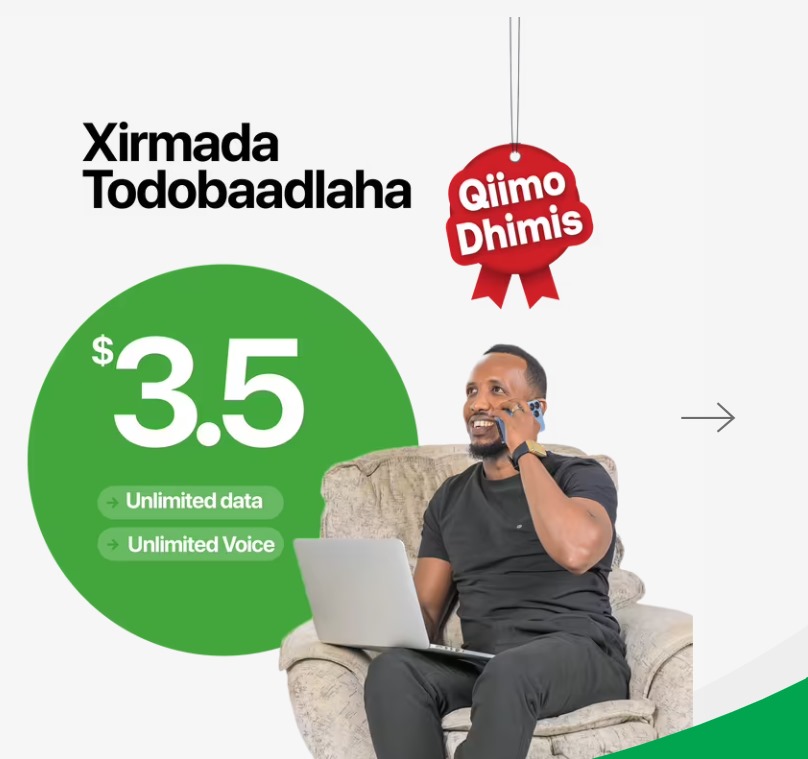 Xirmada
Todobaadlaha
Qiimo
Dhimis
$3.5
Unlimited data
Unlimited Voice